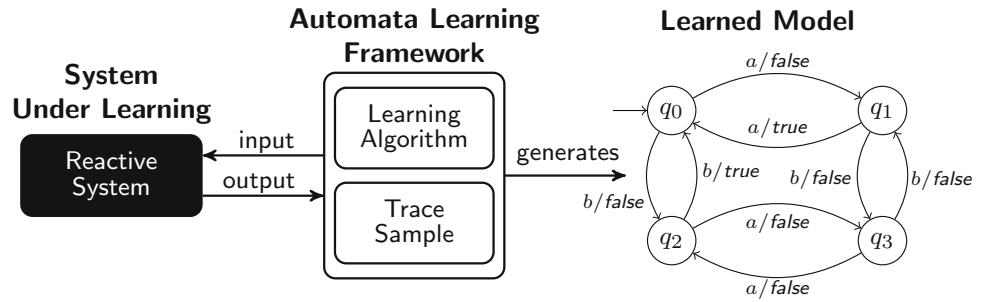 System
Under Learning
Reactive
System
input
output
Automata Learning
Framework
Learning
Algorithm
Trace
Sample
generates
Learned Model
a/false
q0
q1
a/true
b/false
b/true
b/false
b/false
a/false
q2
q3
a/false